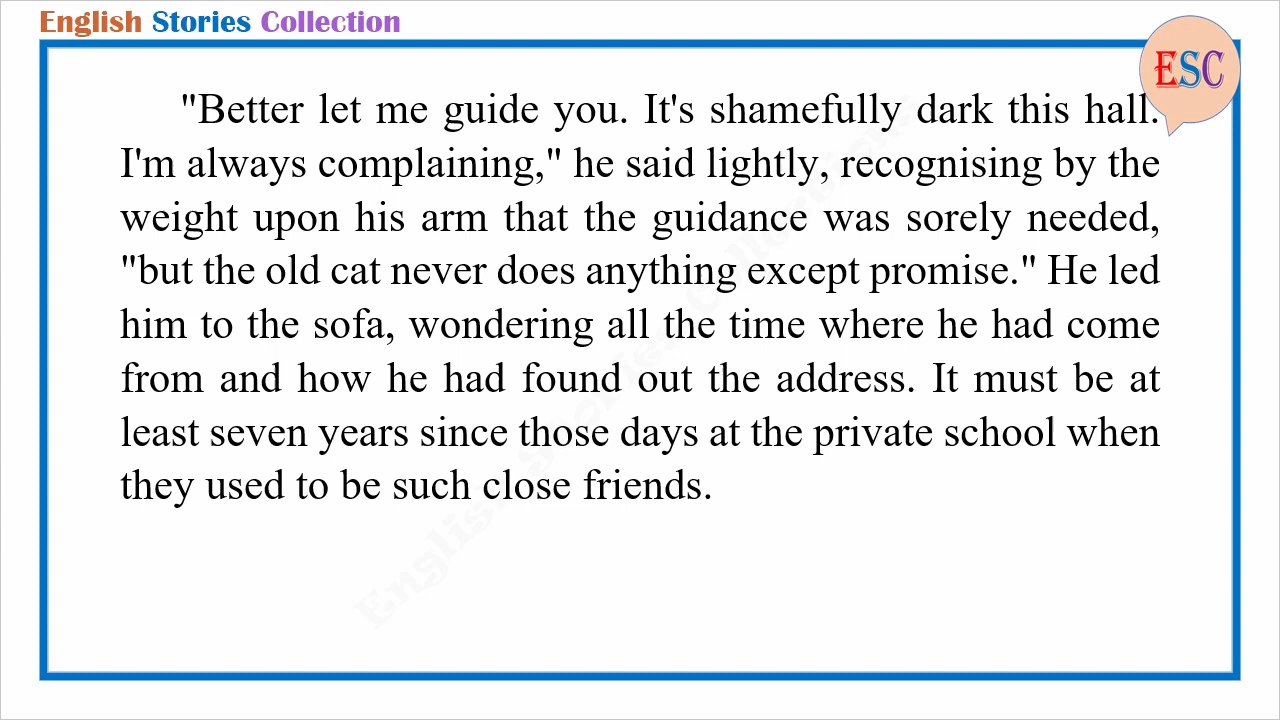 English Stories Collection
ESC
"Better let me guide you. It's shamefully dark this hall.
I'm always complaining," he said lightly, recognising by the
weight upon his arm that the guidance was sorely needed,
"but the old cat never does anything except promise." He led
him to the sofa, wondering all the time where he had come
from and how he had found out the address. It must be at
least seven years since those days at the private school when
they used to be such close friends.
English Stories Collections